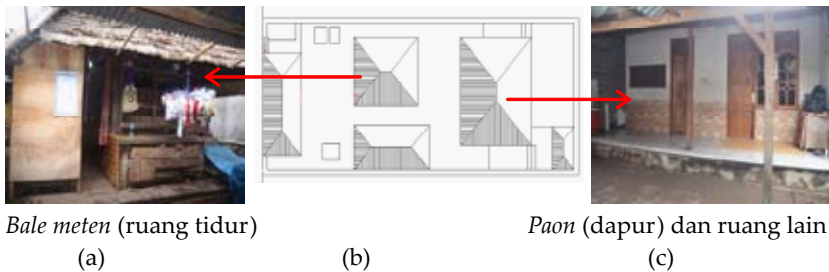 Bale meten (ruang tidur)
Paon (dapur) dan ruang lain
(a)
(b)
(c)